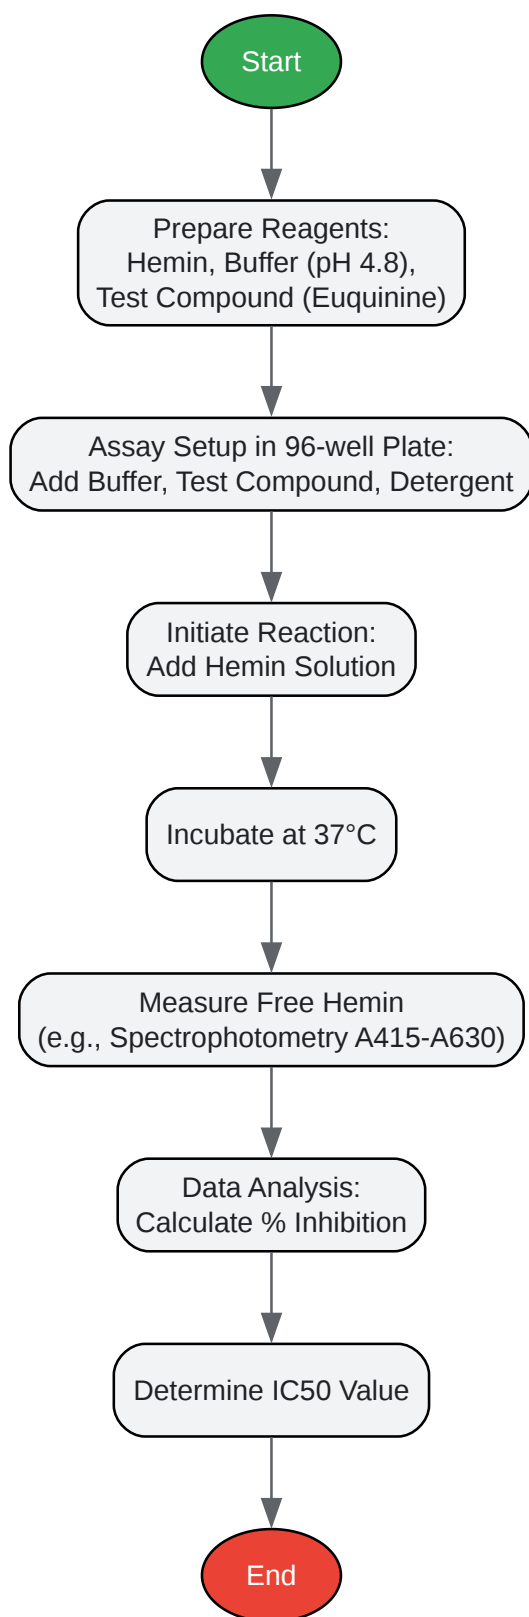 Start
Prepare Reagents:
Hemin, Buffer (pH 4.8),
Test Compound (Euquinine)
Assay Setup in 96-well Plate:
Add Buffer, Test Compound, Detergent
Initiate Reaction:
Add Hemin Solution
Incubate at 37°C
Measure Free Hemin
(e.g., Spectrophotometry A415-A630)
Data Analysis:
Calculate % Inhibition
Determine IC50 Value
End